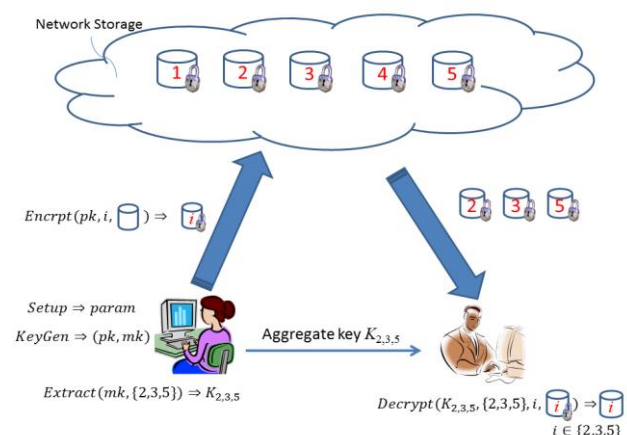 Network Storage
1 2 3 4 5
Encrpt(pk, i, ) ⇒ i
2 3 5
Setup ⇒ param
KeyGen ⇒ (pk, mk)
Aggregate key K₂,₃,₅
Extract(mk, {2,3,5}) ⇒ K₂,₃,₅
Decrypt(K₂,₃,₅, {2,3,5}, i, i) ⇒ i
i ∈ {2,3,5}